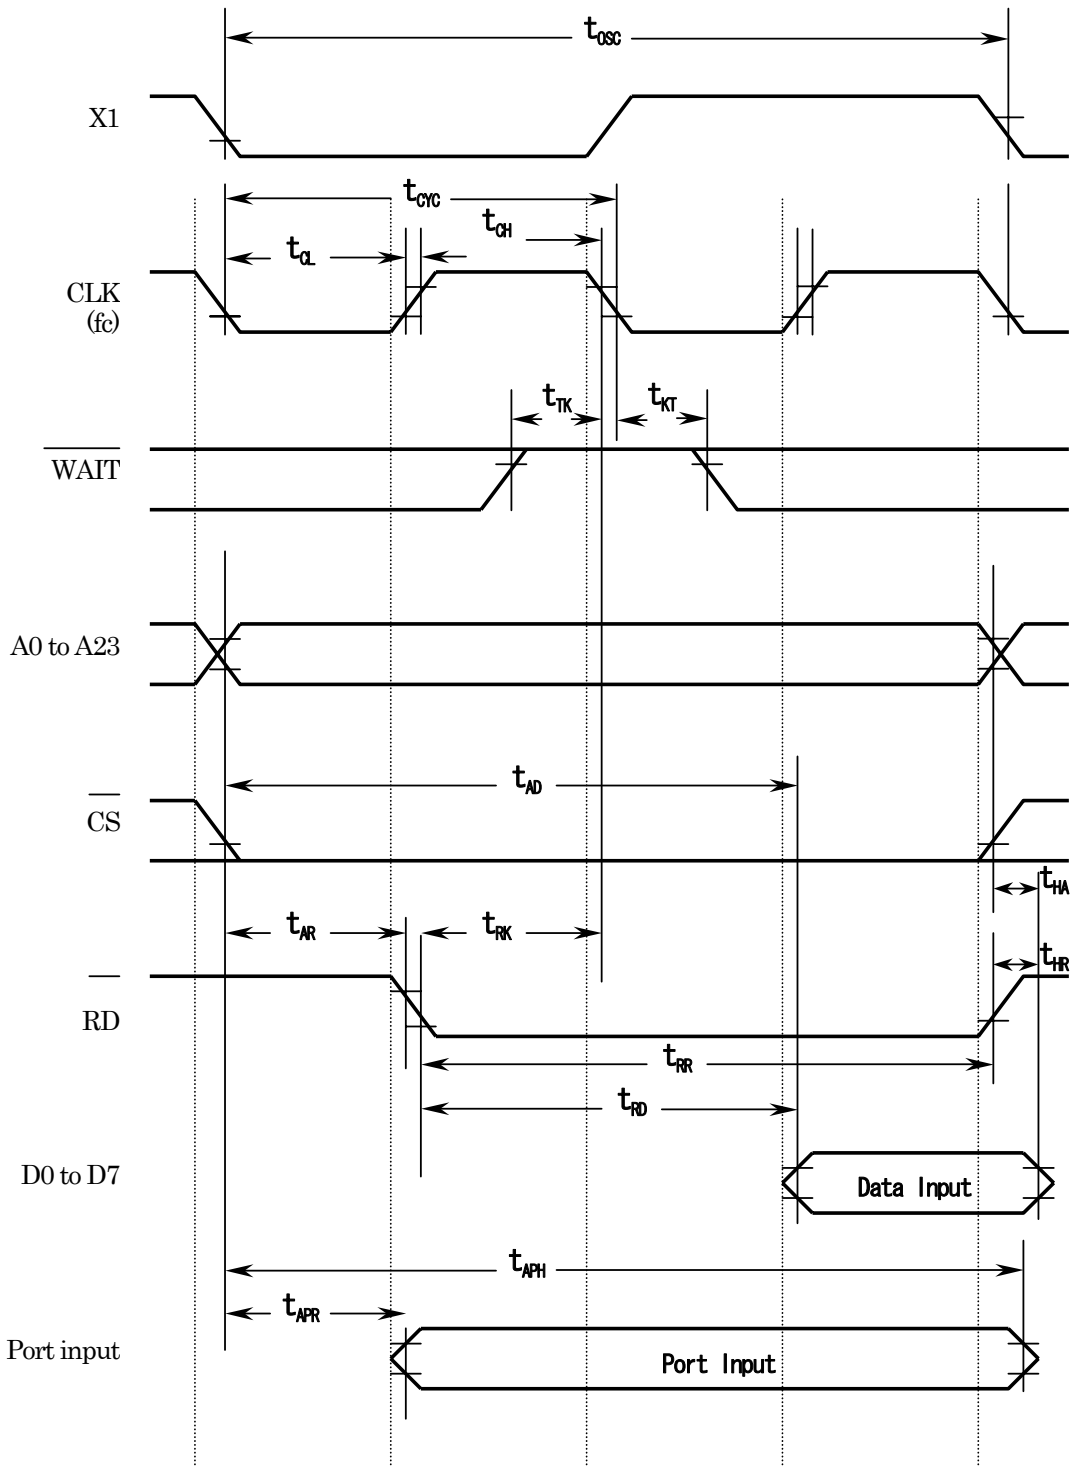 tOSC
X1
tCYC
tCH
tCL
CLK
(fc)
tTK
tKT
WAIT
A0 to A23
tAD
CS
tHA
tAR
tRK
tHR
RD
tRR
tRD
D0 to D7
Data Input
tAPH
tAPR
Port input
Port Input